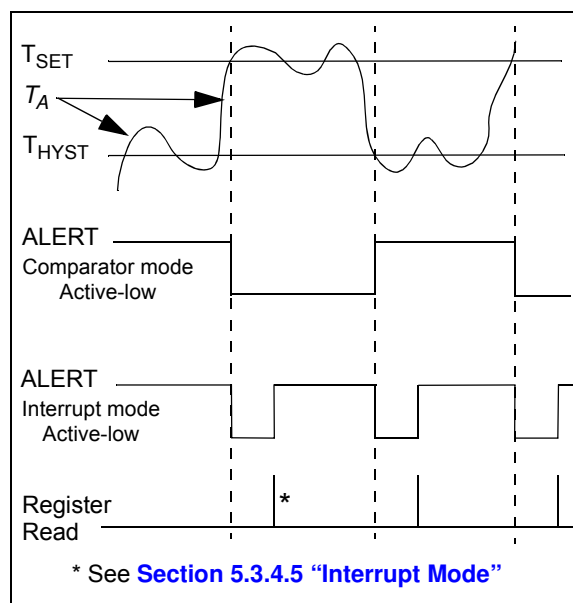 TSET
TA
THYST
ALERT
Comparator mode
Active-low
ALERT
Interrupt mode
Active-low
*
Register
Read
* See Section 5.3.4.5 “Interrupt Mode”